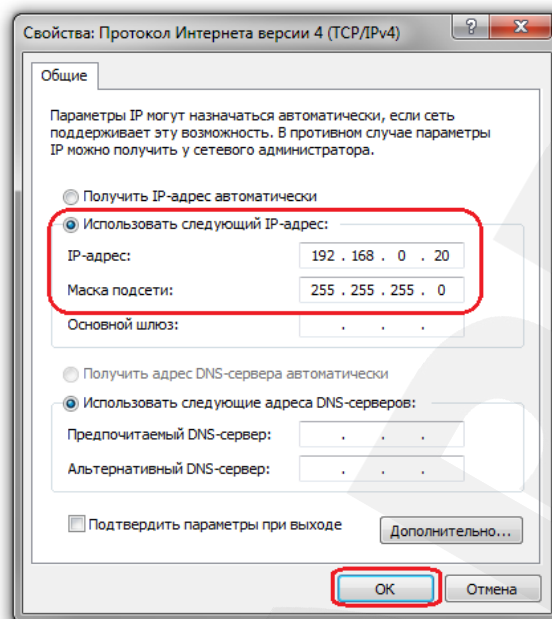 Свойства: Протокол Интернета версии 4 (TCP/IPv4)
Общие
Параметры IP могут назначаться автоматически, если сеть
поддерживает эту возможность. В противном случае параметры
IP можно получить у сетевого администратора.
Получить IP-адрес автоматически
Использовать следующий IP-адрес:
IP-адрес: 192 . 168 . 0 . 20
Маска подсети: 255 . 255 . 255 . 0
Основной шлюз: . . .
Получить адрес DNS-сервера автоматически
Использовать следующие адреса DNS-серверов:
Предпочитаемый DNS-сервер: . . .
Альтернативный DNS-сервер: . . .
Подтвердить параметры при выходе
Дополнительно...
ОК Отмена